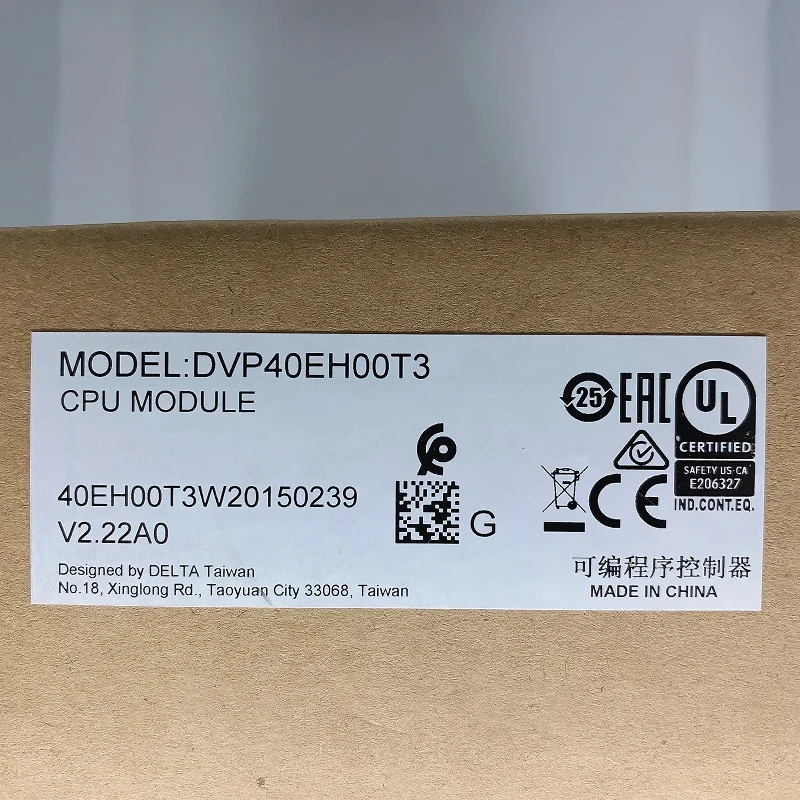 MODEL:DVP40EH00T3
CPU MODULE
40EH00T3W20150239
V2.22A0
G
Designed by DELTA Taiwan
No.18, Xinglong Rd., Taoyuan City 33068, Taiwan
25
EAC
UL
CERTIFIED
SAFETY US-CA
E206327
IND.CONT.EQ.
CE
可编程序控制器
MADE IN CHINA